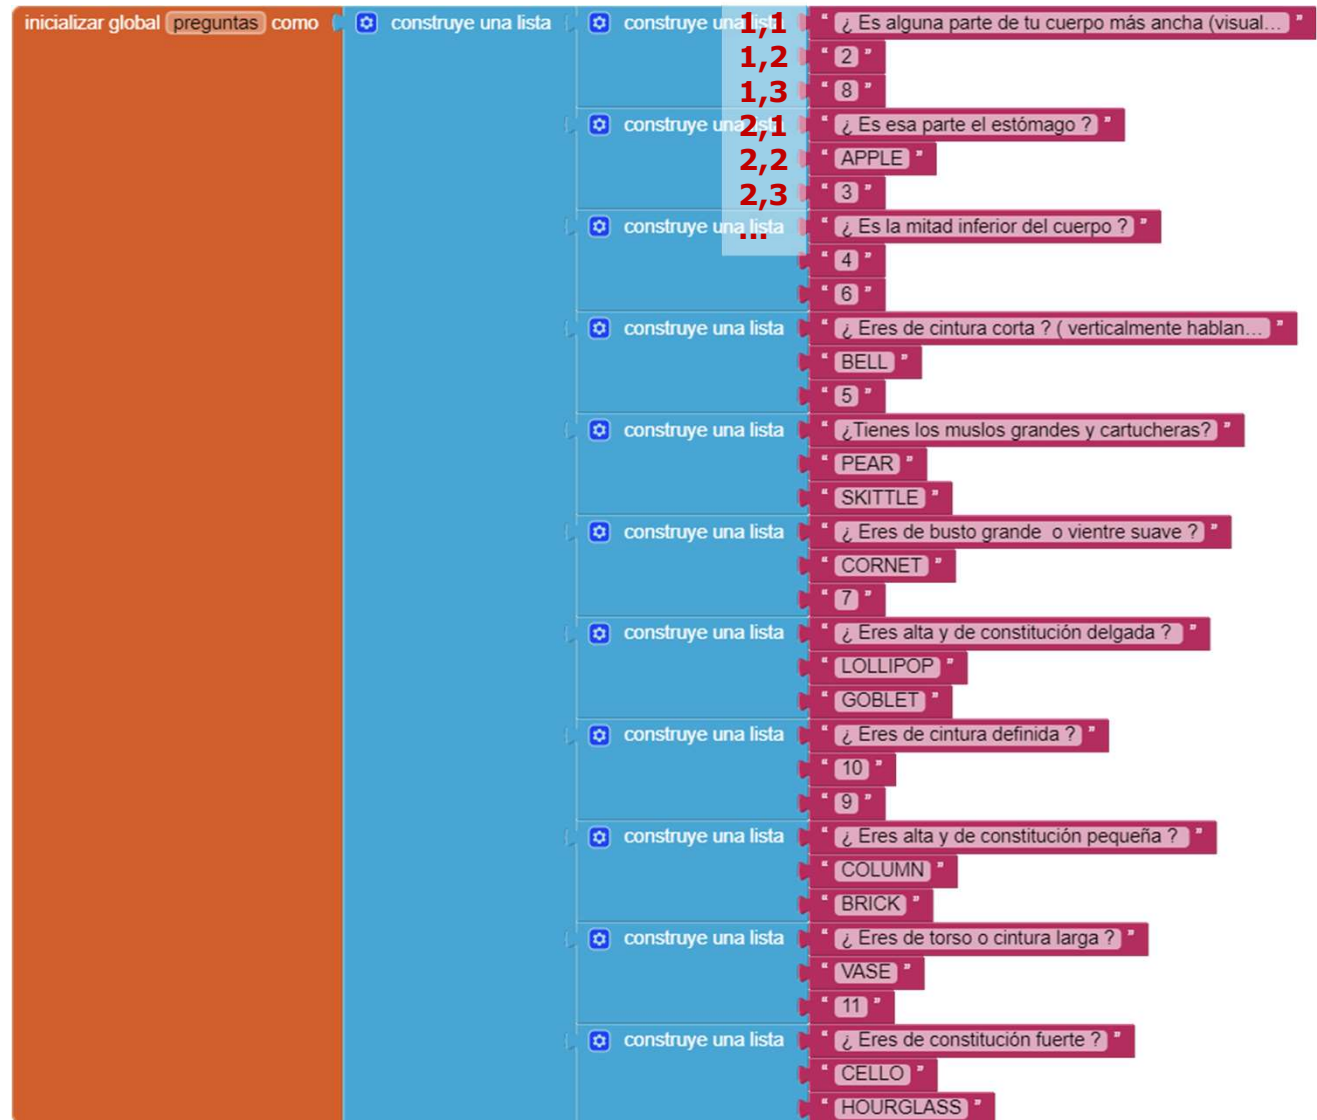 inicializar global preguntas como construye una lista construye una lista 1,1 “ ¿ Es alguna parte de tu cuerpo más ancha (visual... ”
1,2 “ 2 ”
1,3 “ 8 ”
construye una lista 2,1 “ ¿ Es esa parte el estómago ? ”
2,2 “ APPLE ”
2,3 “ 3 ”
construye una lista ... “ ¿ Es la mitad inferior del cuerpo ? ”
“ 4 ”
“ 6 ”
construye una lista “ ¿ Eres de cintura corta ? ( verticalmente hablan... ”
“ BELL ”
“ 5 ”
construye una lista “ ¿Tienes los muslos grandes y cartucheras? ”
“ PEAR ”
“ SKITTLE ”
construye una lista “ ¿ Eres de busto grande o vientre suave ? ”
“ CORNET ”
“ 7 ”
construye una lista “ ¿ Eres alta y de constitución delgada ? ”
“ LOLLIPOP ”
“ GOBLET ”
construye una lista “ ¿ Eres de cintura definida ? ”
“ 10 ”
“ 9 ”
construye una lista “ ¿ Eres alta y de constitución pequeña ? ”
“ COLUMN ”
“ BRICK ”
construye una lista “ ¿ Eres de torso o cintura larga ? ”
“ VASE ”
“ 11 ”
construye una lista “ ¿ Eres de constitución fuerte ? ”
“ CELLO ”
“ HOURGLASS ”